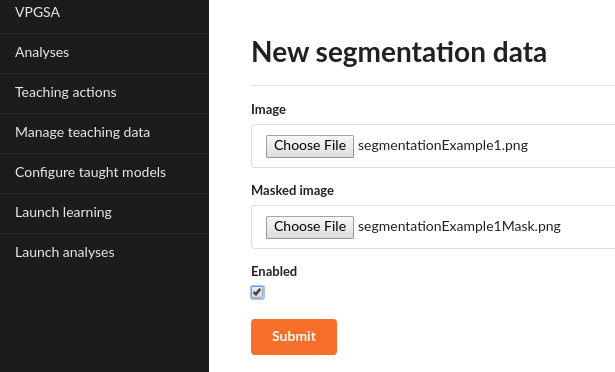 VPGSA
Analyses
Teaching actions
Manage teaching data
Configure taught models
Launch learning
Launch analyses
New segmentation data
Image
Choose File segmentationExample1.png
Masked image
Choose File segmentationExample1Mask.png
Enabled
Submit